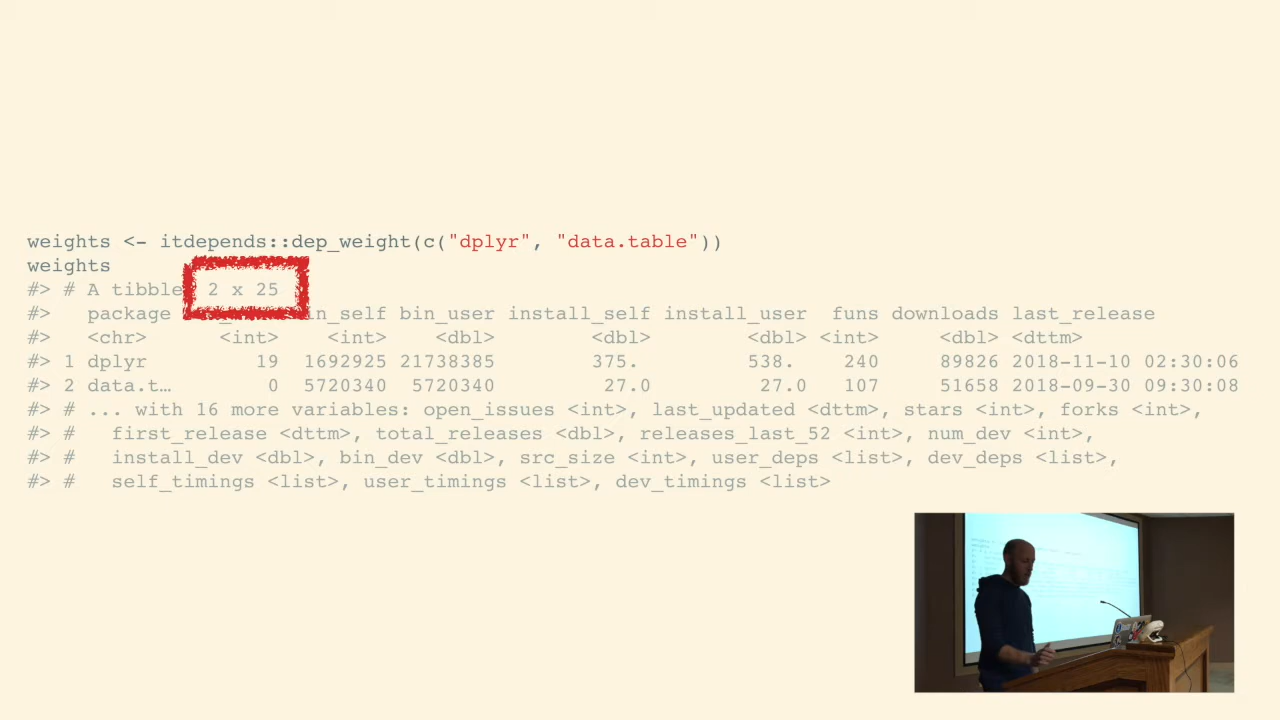 weights <- itdepends::dep_weight(c("dplyr", "data.table"))
weights
#> # A tibble 2 x 25
#> package in_self bin_user install_self install_user funs downloads last_release
#> <chr> <int> <int> <dbl> <dbl> <dbl> <int> <dbl> <dttm>
#> 1 dplyr 19 1692925 21738385 375. 538. 240 89826 2018-11-10 02:30:06
#> 2 data.t… 0 5720340 5720340 27.0 27.0 107 51658 2018-09-30 09:30:08
#> # ... with 16 more variables: open_issues <int>, last_updated <dttm>, stars <int>, forks <int>,
#> # first_release <dttm>, total_releases <dbl>, releases_last_52 <int>, num_dev <int>,
#> # install_dev <dbl>, bin_dev <dbl>, src_size <int>, user_deps <list>, dev_deps <list>,
#> # self_timings <list>, user_timings <list>, dev_timings <list>